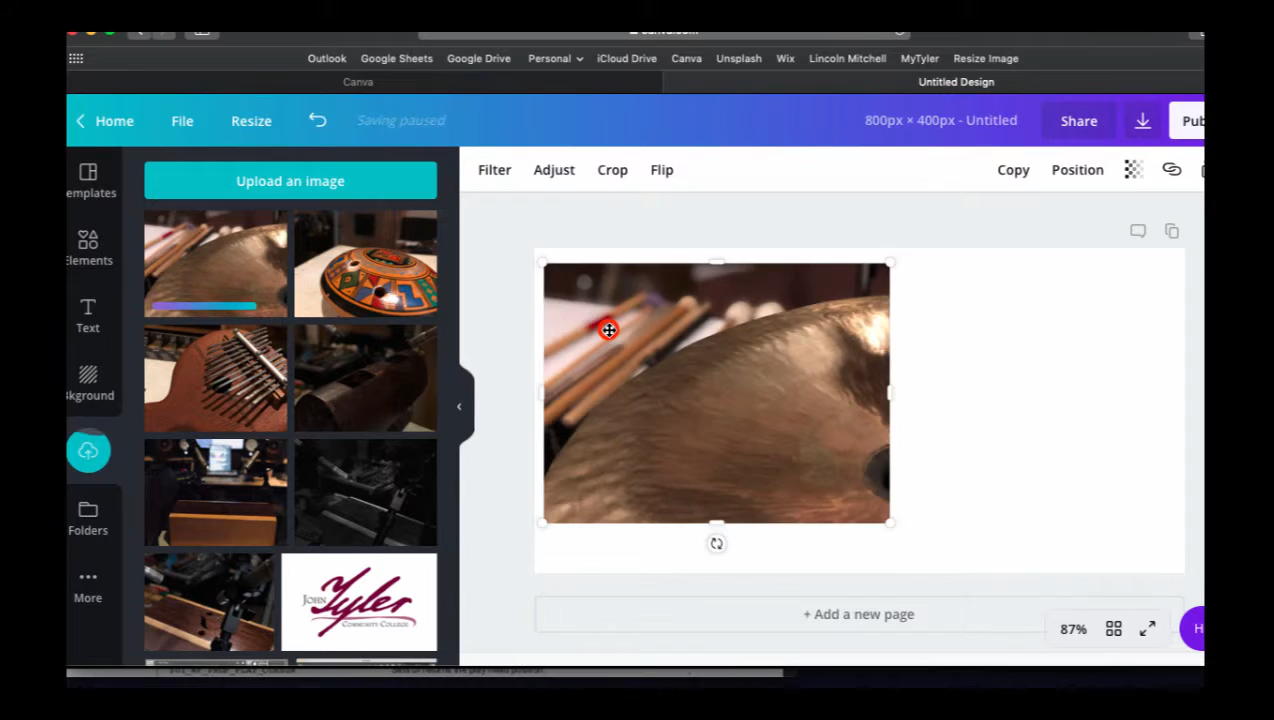 Outlook Google Sheets Google Drive Personal iCloud Drive Canva Unsplash Wix Lincoln Mitchell MyTyler Resize Image
Canva Untitled Design
Home File Resize Saving paused 800px × 400px - Untitled Share Pub
Upload an image
Filter Adjust Crop Flip Copy Position
emplates
Elements
Text
kground
Folders
More
JOHN Tyler
COMMUNITY COLLEGE
+ Add a new page
87%
H